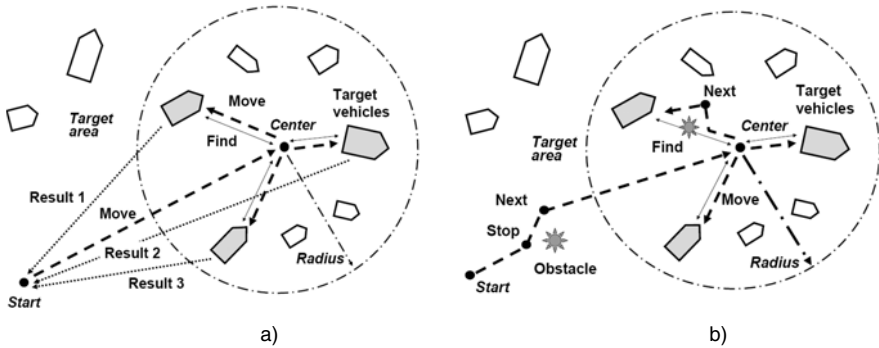 Target
area
Move
Center
Target
vehicles
Find
Result 1
Move
Result 2
Radius
Result 3
Start
a)
Next
Target
vehicles
Center
Target
area
Find
Move
Next
Stop
Obstacle
Radius
Start
b)